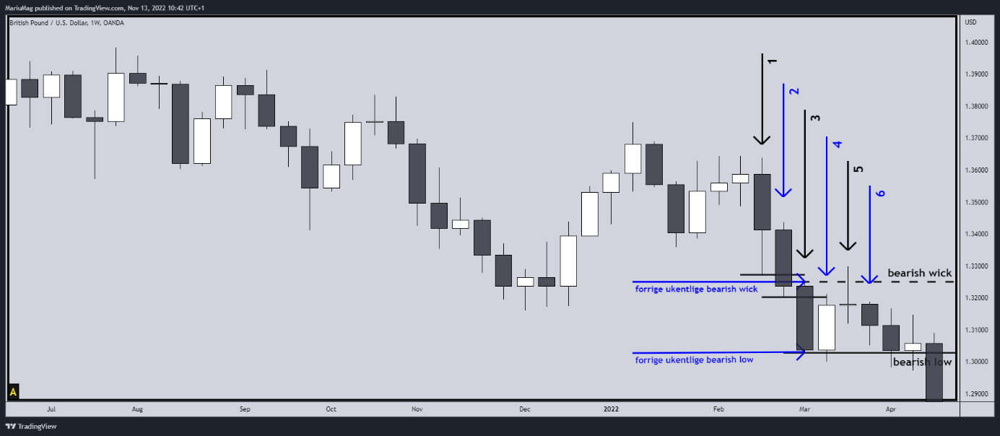 MariuMag published on TradingView.com, Nov 13, 2022 10:42 UTC+1
British Pound / U.S. Dollar, 1W, OANDA
USD
1.40000
1.39000
1.38000
1.37000
1.36000
1.35000
1.34000
1.33000
1.32000
1.31000
1.30000
1.29000
1
2
3
4
5
6
bearish wick
forrige ukentlige bearish wick
forrige ukentlige bearish low
bearish low
A
Jul Aug Sep Oct Nov Dec 2022 Feb Mar Apr
TradingView